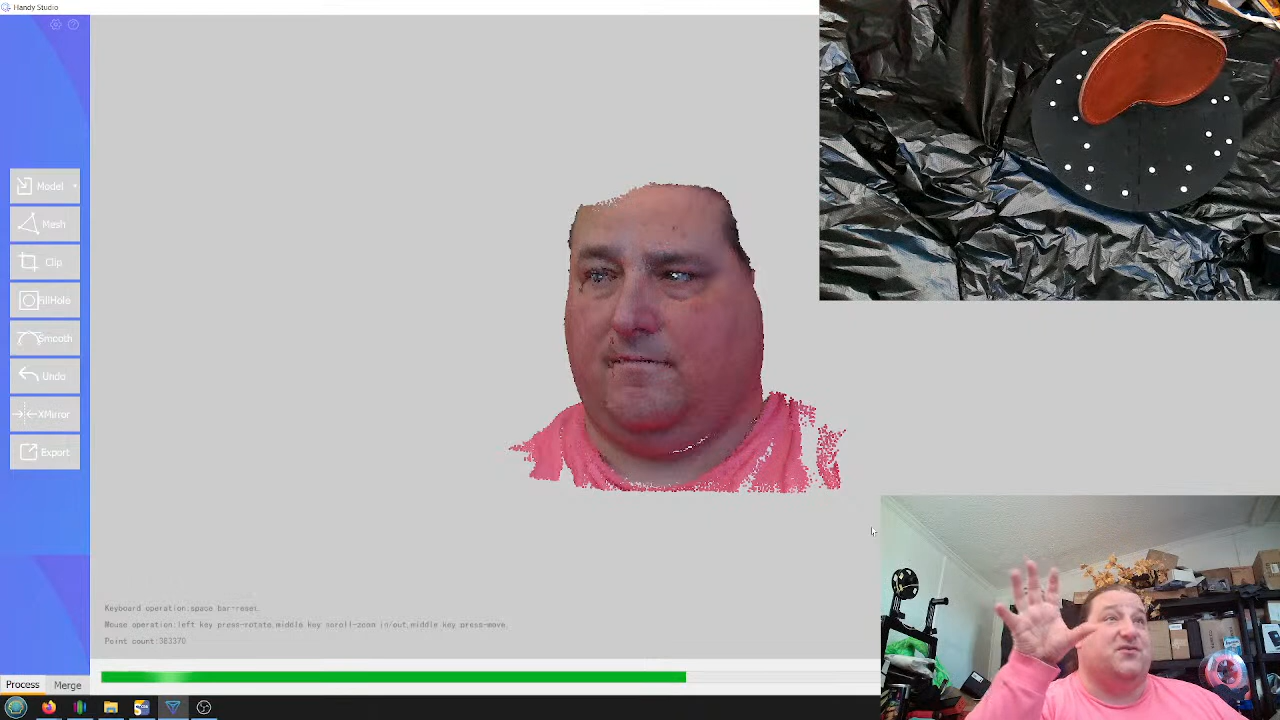 Handy Studio
Model
Mesh
Clip
FillHole
Smooth
Undo
XMirror
Export
Keyboard operation:space bar-reset.
Mouse operation:left key press-rotate,middle key scroll-zoom in/out,middle key press-move.
Point count:383370
Process
Merge